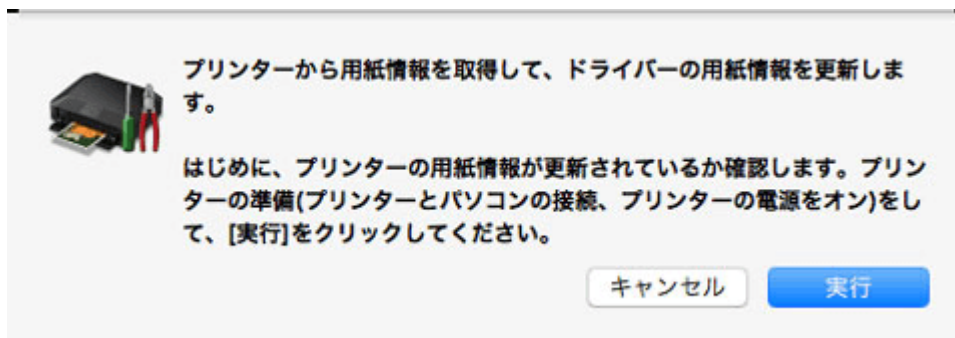 プリンターから用紙情報を取得して、ドライバーの用紙情報を更新しま
す。
はじめに、プリンターの用紙情報が更新されているか確認します。プリン
ターの準備(プリンターとパソコンの接続、プリンターの電源をオン)をし
て、[実行]をクリックしてください。
キャンセル 実行